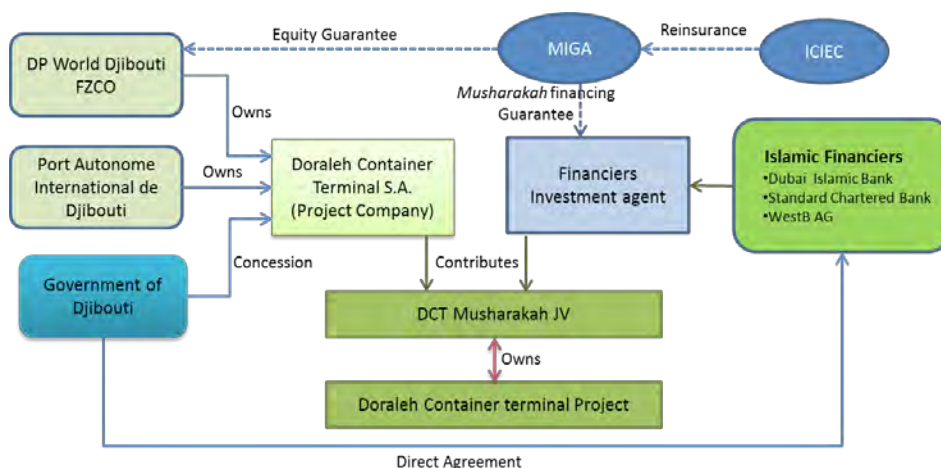 Equity Guarantee
MIGA
Reinsurance
ICIEC
DP World Djibouti
FZCO
Owns
Musharakah financing
Guarantee
Port Autonome
International de
Djibouti
Owns
Doraleh Container
Terminal S.A.
(Project Company)
Financiers
Investment agent
Islamic Financiers
•Dubai Islamic Bank
•Standard Chartered Bank
•WestB AG
Government of
Djibouti
Concession
Contributes
DCT Musharakah JV
Owns
Doraleh Container terminal Project
Direct Agreement